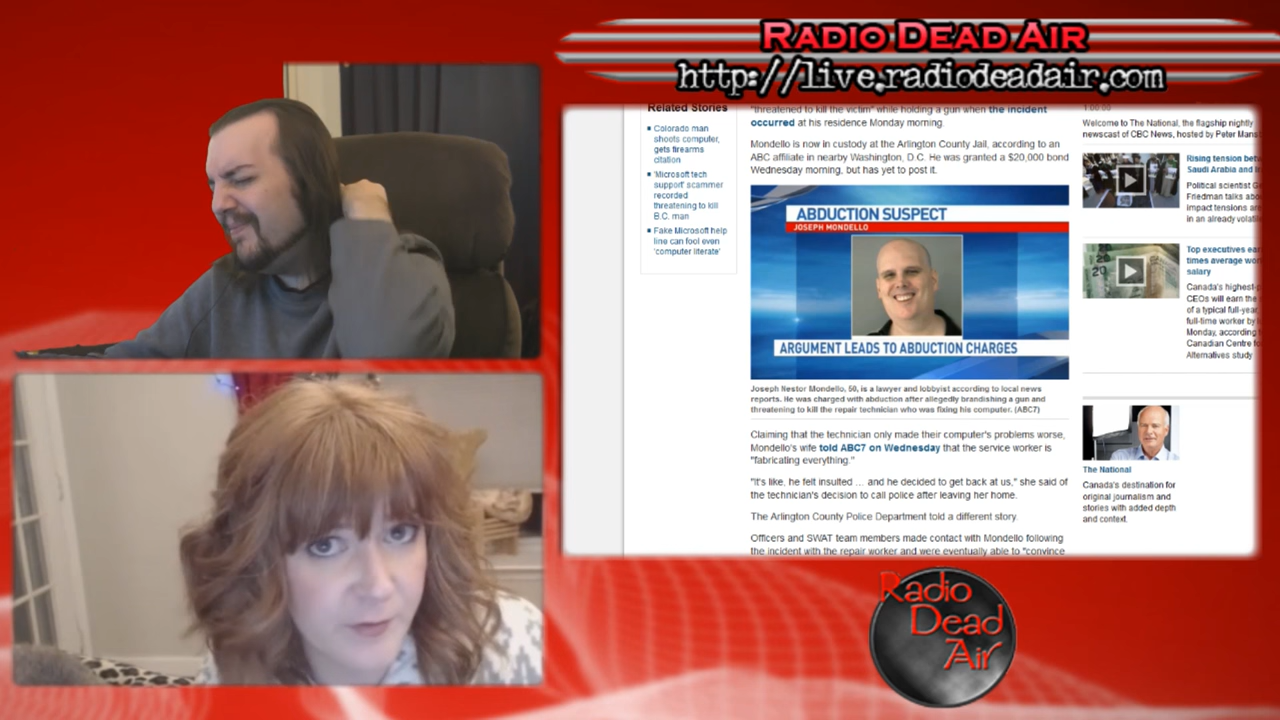 RADIO DEAD AIR
http://live.radiodeadair.com
Related Stories
Colorado man
shoots computer,
gets firearms
citation
'Microsoft tech
support' scammer
recorded
threatening to kill
B.C. man
Fake Microsoft help
line can fool even
'computer literate'
"threatened to kill the victim" while holding a gun when the incident
occurred at his residence Monday morning.
Mondello is now in custody at the Arlington County Jail, according to an
ABC affiliate in nearby Washington, D.C. He was granted a $20,000 bond
Wednesday morning, but has yet to post it.
ABDUCTION SUSPECT
JOSEPH MONDELLO
ARGUMENT LEADS TO ABDUCTION CHARGES
Joseph Nestor Mondello, 50, is a lawyer and lobbyist according to local news
reports. He was charged with abduction after allegedly brandishing a gun and
threatening to kill the repair technician who was fixing his computer. (ABC7)
Claiming that the technician only made their computer's problems worse,
Mondello's wife told ABC7 on Wednesday that the service worker is
"fabricating everything."
"It's like, he felt insulted ... and he decided to get back at us," she said of
the technician's decision to call police after leaving her home.
The Arlington County Police Department told a different story.
Officers and SWAT team members made contact with Mondello following
the incident with the repair worker and were eventually able to "convince
1:00:00
Welcome to The National, the flagship nightly
newscast of CBC News, hosted by Peter Mans
Rising tension bet
Saudi Arabia and I
Political scientist G
Friedman talks abo
impact tensions are
in an already volatil
Top executives ear
times average wor
salary
Canada's highest-p
CEOs will earn the
of a typical full-year,
full-time worker by
Monday, according
Canadian Centre fo
Alternatives study
The National
Canada's destination for
original journalism and
stories with added depth
and context.
Radio
Dead
Air